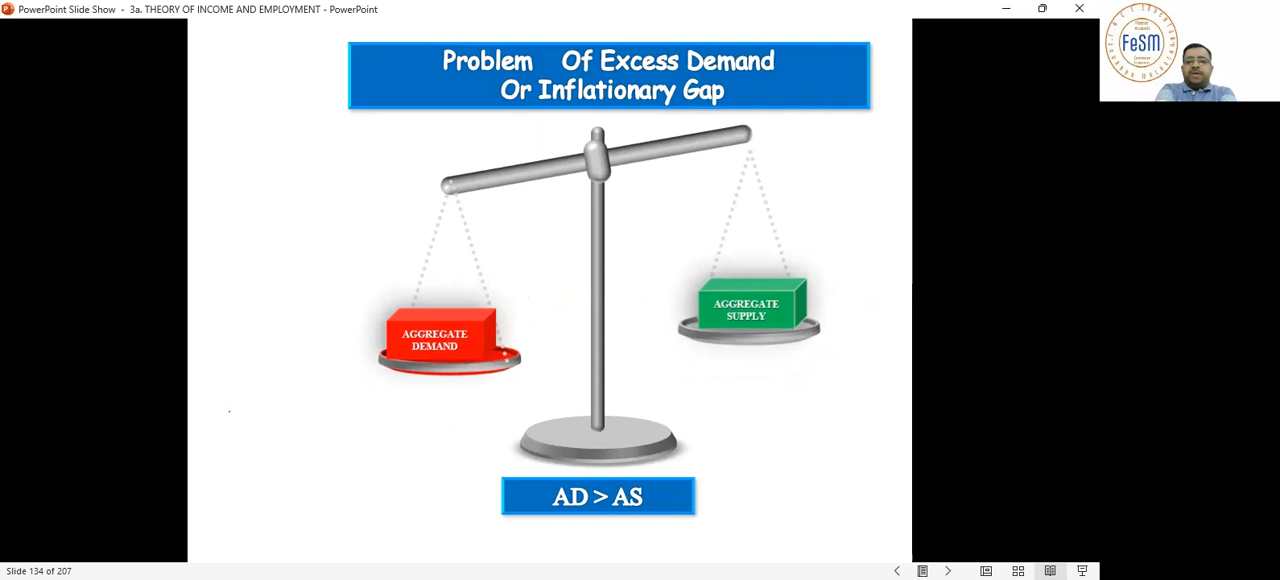 PowerPoint Slide Show - 3a. THEORY OF INCOME AND EMPLOYMENT - PowerPoint
FeSM
Problem Of Excess Demand
Or Inflationary Gap
AGGREGATE
DEMAND
AGGREGATE
SUPPLY
AD > AS
Slide 134 of 207